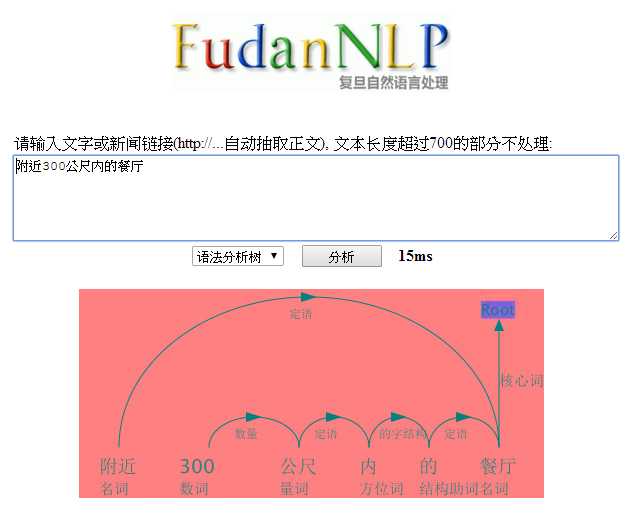 FudanNLP
复旦自然语言处理
请输入文字或新闻链接(http://...自动抽取正文), 文本长度超过700的部分不处理:
附近300公尺内的餐厅
语法分析树 分析 15ms
定语 Root
核心词
数量 定语 的字结构 定语
附近 300 公尺 内 的 餐厅
名词 数词 量词 方位词 结构助词 名词